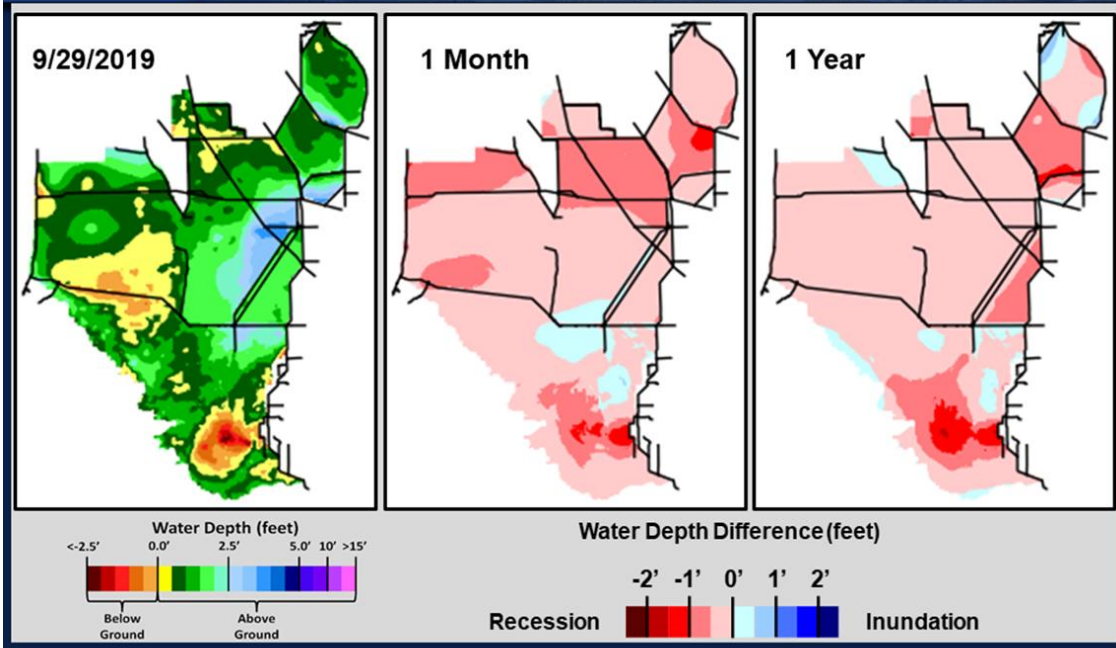 9/29/2019
1 Month
1 Year
Water Depth (feet)
<-2.5' 0.0' 2.5' 5.0' 10' >15'
Below
Ground
Above
Ground
Water Depth Difference (feet)
-2' -1' 0' 1' 2'
Recession
Inundation